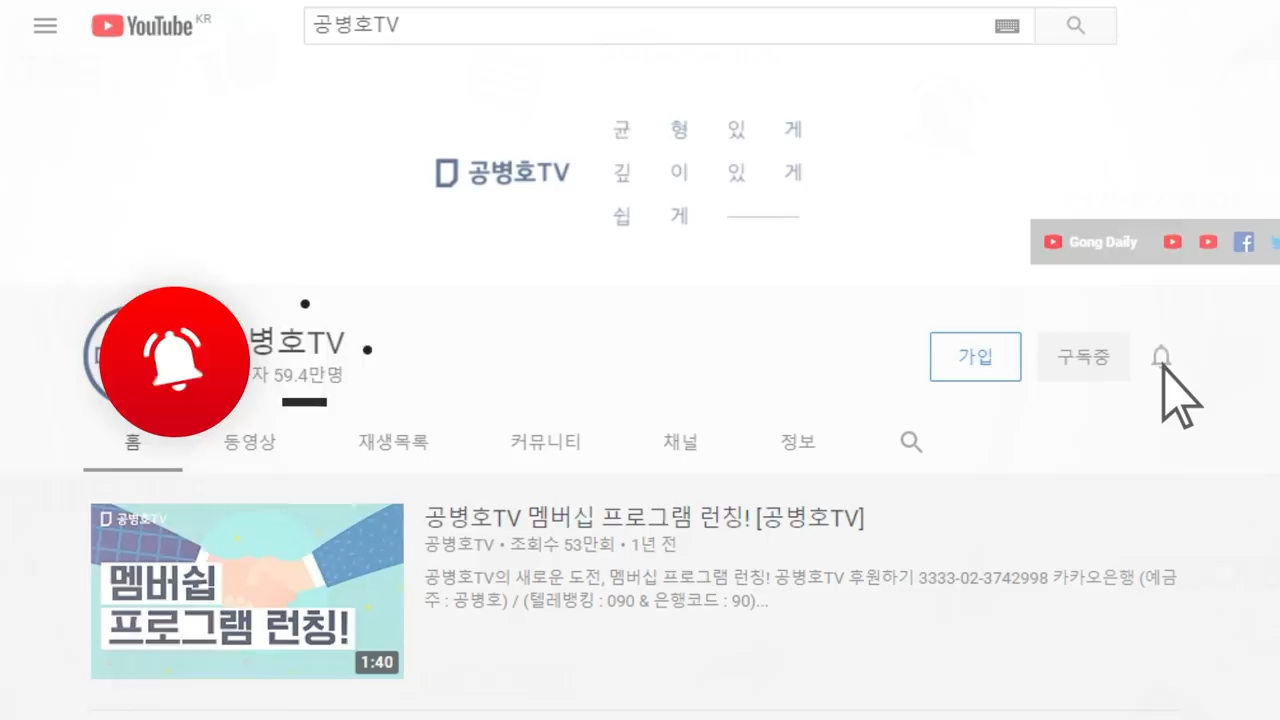 YouTube KR
공병호TV
균 형 있 게
공병호TV
깊 이 있 게
쉽 게
Gong Daily
병호TV
자 59.4만명
가입
구독중
홈
동영상
재생목록
커뮤니티
채널
정보
공병호TV
멤버쉽
프로그램 런칭!
1:40
공병호TV 멤버십 프로그램 런칭! [공병호TV]
공병호TV • 조회수 53만회 • 1년 전
공병호TV의 새로운 도전, 멤버십 프로그램 런칭! 공병호TV 후원하기 3333-02-3742998 카카오은행 (예금
주 : 공병호) / (텔레뱅킹 : 090 & 은행코드 : 90)...